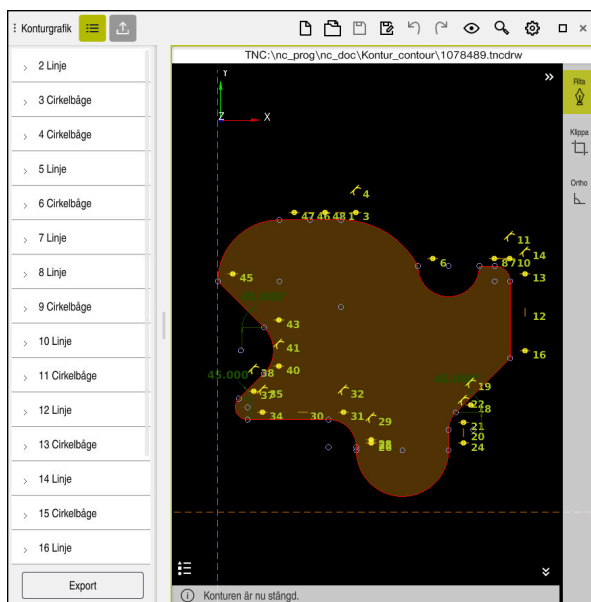 Konturgrafik
TNC:\nc_prog\nc_doc\Kontur_contour\1078489.tncdrw
2 Linje
3 Cirkelbåge
4 Cirkelbåge
5 Linje
6 Cirkelbåge
7 Linje
8 Linje
9 Cirkelbåge
10 Linje
11 Cirkelbåge
12 Linje
13 Cirkelbåge
14 Linje
15 Cirkelbåge
16 Linje
Export
Y
Z X
4
47 46 48 1 3
11
14
6 8 7 10
45 13
12
43
41 16
40
38
45.000°
37 35 32 19
22 18
34 30 31 29
21
20
24
Rita
Klippa
Ortho
Konturen är nu stängd.